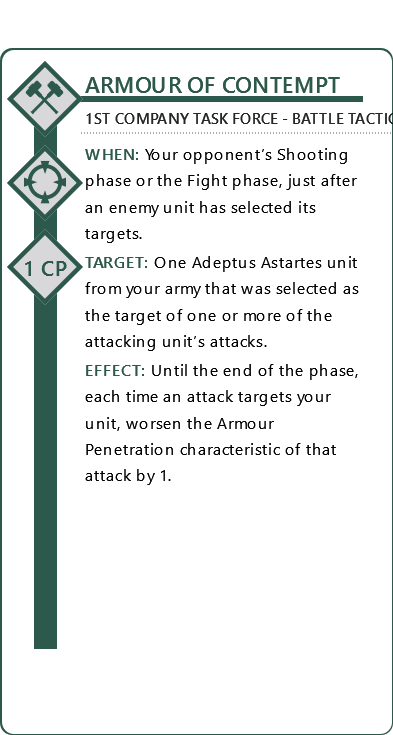 ARMOUR OF CONTEMPT
1ST COMPANY TASK FORCE - BATTLE TACTIC
WHEN: Your opponent's Shooting
phase or the Fight phase, just after
an enemy unit has selected its
targets.
1 CP
TARGET: One Adeptus Astartes unit
from your army that was selected as
the target of one or more of the
attacking unit's attacks.
EFFECT: Until the end of the phase,
each time an attack targets your
unit, worsen the Armour
Penetration characteristic of that
attack by 1.